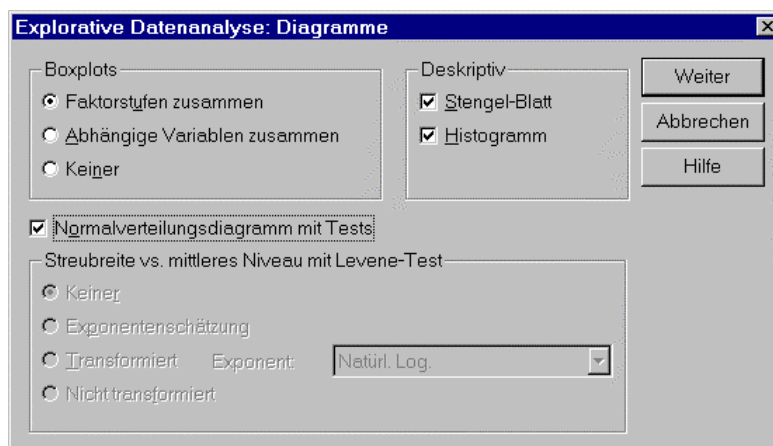 Explorative Datenanalyse: Diagramme
Boxplots
Faktorstufen zusammen
Abhängige Variablen zusammen
Keiner
Deskriptiv
Stengel-Blatt
Histogramm
Weiter
Abbrechen
Hilfe
Normalverteilungsdiagramm mit Tests
Streubreite vs. mittleres Niveau mit Levene-Test
Keiner
Exponentenschätzung
Transformiert Exponent: Natürl. Log.
Nicht transformiert